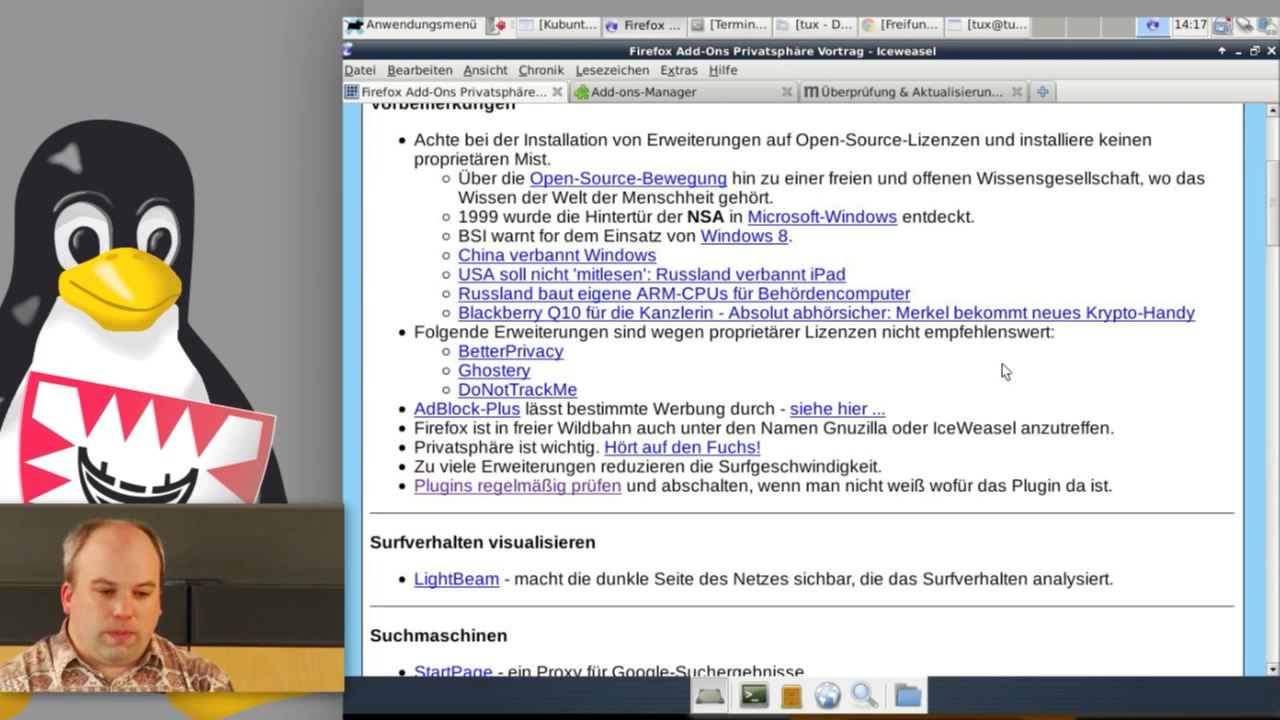 Anwendungsmenü
[Kubunt...
Firefox ...
[Termin...
[tux - D...
[Freifun...
[tux@tu...
14:17
Firefox Add-Ons Privatsphäre Vortrag - Iceweasel
Datei Bearbeiten Ansicht Chronik Lesezeichen Extras Hilfe
Firefox Add-Ons Privatsphäre...
Add-ons-Manager
Überprüfung & Aktualisierun...
Vorbemerkungen
Achte bei der Installation von Erweiterungen auf Open-Source-Lizenzen und installiere keinen
proprietären Mist.
Über die Open-Source-Bewegung hin zu einer freien und offenen Wissensgesellschaft, wo das
Wissen der Welt der Menschheit gehört.
1999 wurde die Hintertür der NSA in Microsoft-Windows entdeckt.
BSI warnt for dem Einsatz von Windows 8.
China verbannt Windows
USA soll nicht 'mitlesen': Russland verbannt iPad
Russland baut eigene ARM-CPUs für Behördencomputer
Blackberry Q10 für die Kanzlerin - Absolut abhörsicher: Merkel bekommt neues Krypto-Handy
Folgende Erweiterungen sind wegen proprietärer Lizenzen nicht empfehlenswert:
BetterPrivacy
Ghostery
DoNotTrackMe
AdBlock-Plus lässt bestimmte Werbung durch - siehe hier ...
Firefox ist in freier Wildbahn auch unter den Namen Gnuzilla oder IceWeasel anzutreffen.
Privatsphäre ist wichtig. Hört auf den Fuchs!
Zu viele Erweiterungen reduzieren die Surfgeschwindigkeit.
Plugins regelmäßig prüfen und abschalten, wenn man nicht weiß wofür das Plugin da ist.
Surfverhalten visualisieren
LightBeam - macht die dunkle Seite des Netzes sichbar, die das Surfverhalten analysiert.
Suchmaschinen
StartPage - ein Proxy für Google-Suchergebnisse